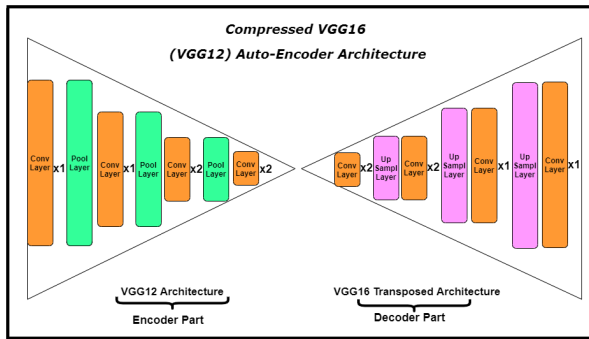 Compressed VGG16
(VGG12) Auto-Encoder Architecture
Conv
Layer
x1
Pool
Layer
Conv
Layer
x1
Pool
Layer
Conv
Layer
x2
Pool
Layer
Conv
Layer
x2
Conv
Layer
x2
Up
Sampl
Layer
Conv
Layer
x2
Up
Sampl
Layer
Conv
Layer
x1
Up
Sampl
Layer
Conv
Layer
x1
VGG12 Architecture
Encoder Part
VGG16 Transposed Architecture
Decoder Part